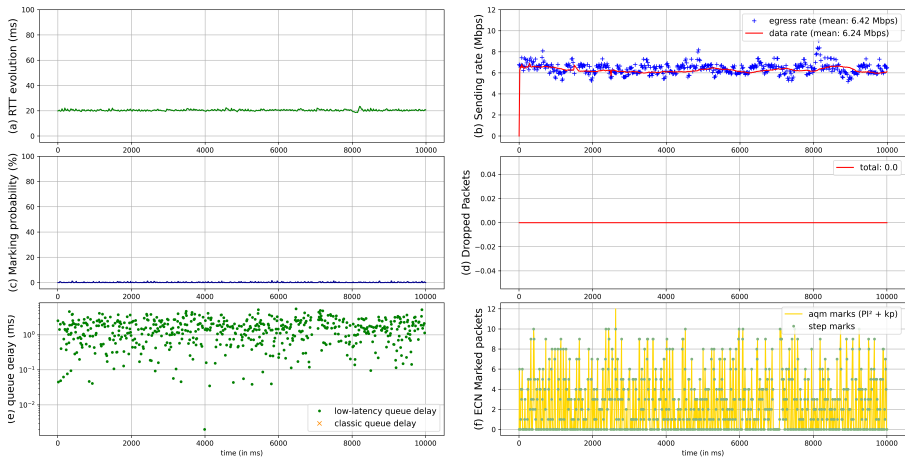 (a) RTT evolution (ms)
100
80
60
40
20
0
0 2000 4000 6000 8000 10000
(b) Sending rate (Mbps)
12
10
8
6
4
2
0
0 2000 4000 6000 8000 10000
egress rate (mean: 6.42 Mbps)
data rate (mean: 6.24 Mbps)
(c) Marking probability (%)
100
80
60
40
20
0
0 2000 4000 6000 8000 10000
(d) Dropped Packets
0.04
0.02
0.00
−0.02
−0.04
0 2000 4000 6000 8000 10000
total: 0.0
(e) queue delay (ms)
10⁰
10⁻¹
10⁻²
0 2000 4000 6000 8000 10000
time (in ms)
low-latency queue delay
classic queue delay
(f) ECN Marked packets
12
10
8
6
4
2
0
0 2000 4000 6000 8000 10000
time (in ms)
aqm marks (PI² + kp)
step marks